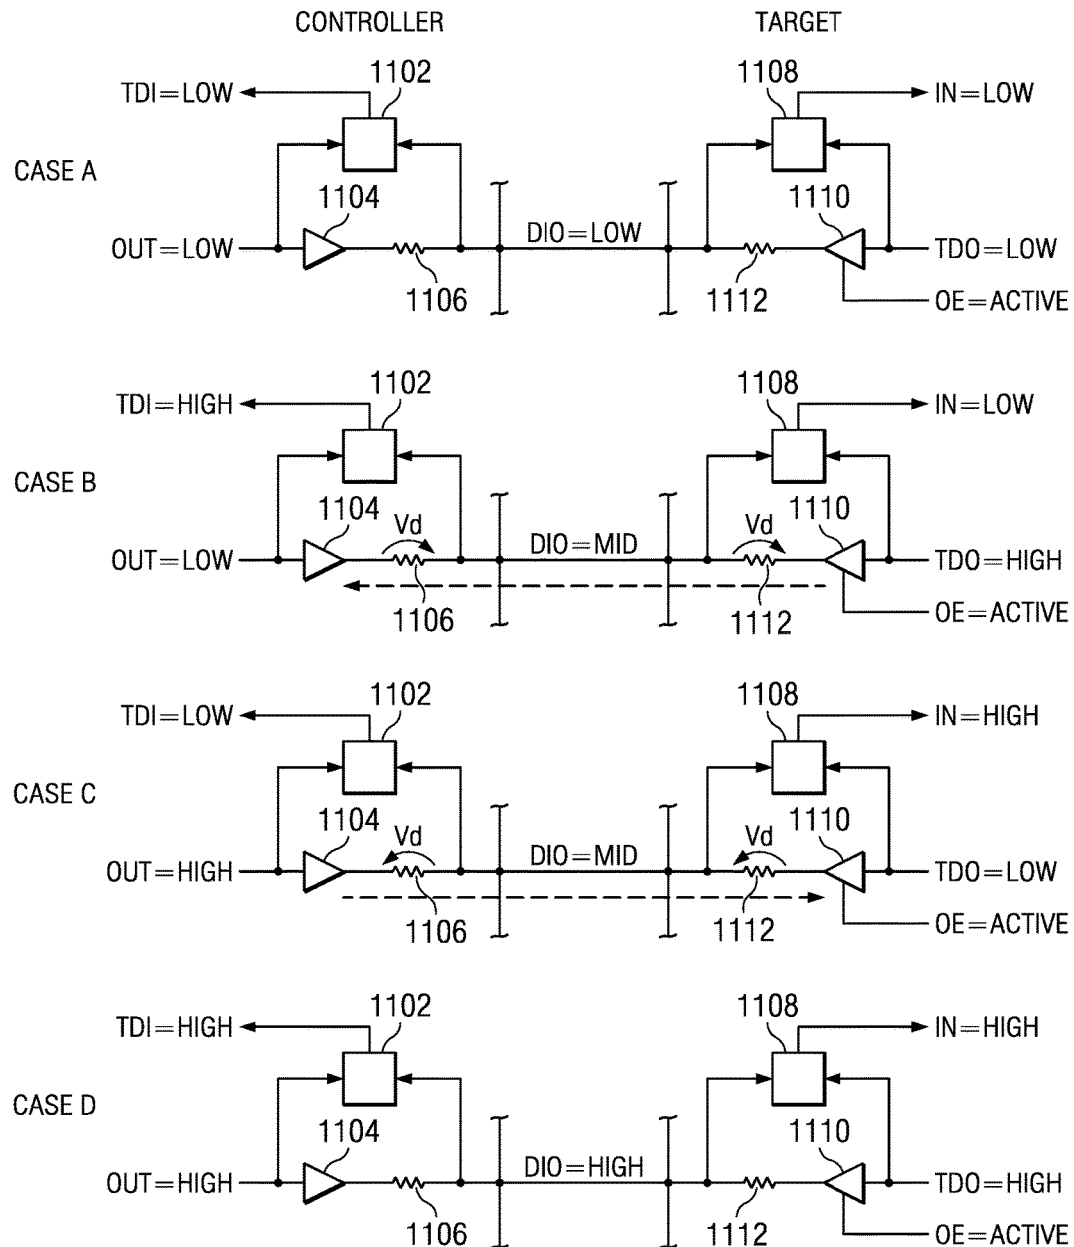 CONTROLLER TARGET
1102 1108
TDI=LOW IN=LOW
CASE A
1104 1110
OUT=LOW DIO=LOW TDO=LOW
1106 1112 OE=ACTIVE
1102 1108
TDI=HIGH IN=LOW
CASE B
1104 Vd Vd 1110
OUT=LOW DIO=MID TDO=HIGH
1106 1112 OE=ACTIVE
1102 1108
TDI=LOW IN=HIGH
CASE C
1104 Vd Vd 1110
OUT=HIGH DIO=MID TDO=LOW
1106 1112 OE=ACTIVE
1102 1108
TDI=HIGH IN=HIGH
CASE D
1104 1110
OUT=HIGH DIO=HIGH TDO=HIGH
1106 1112 OE=ACTIVE